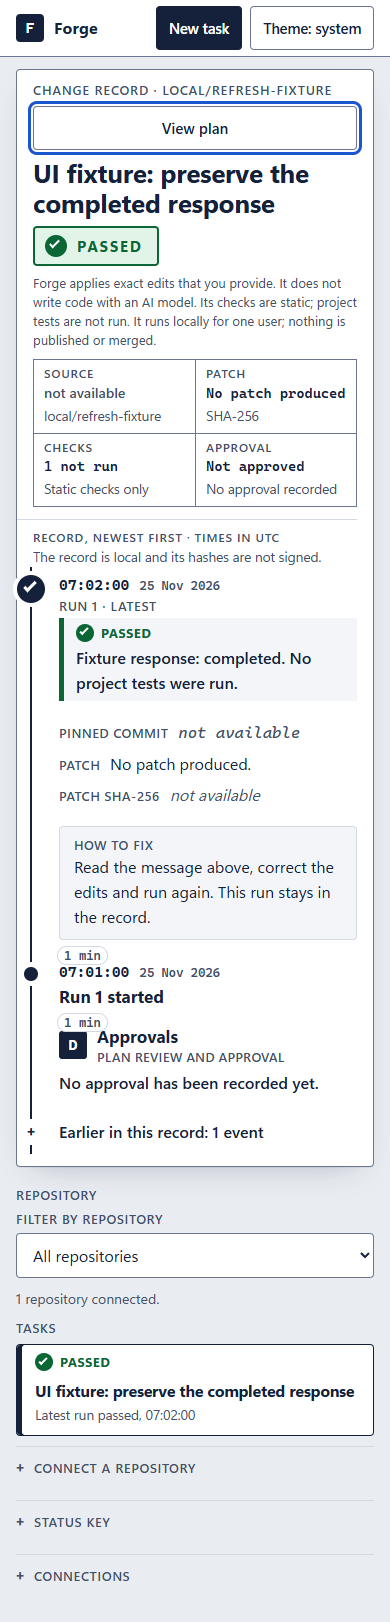 F Forge New task Theme: system
CHANGE RECORD · LOCAL/REFRESH-FIXTURE
View plan
UI fixture: preserve the
completed response
PASSED
Forge applies exact edits that you provide. It does not
write code with an AI model. Its checks are static; project
tests are not run. It runs locally for one user; nothing is
published or merged.
SOURCE
not available
local/refresh-fixture
PATCH
No patch produced
SHA-256
CHECKS
1 not run
Static checks only
APPROVAL
Not approved
No approval recorded
RECORD, NEWEST FIRST · TIMES IN UTC
The record is local and its hashes are not signed.
07:02:00 25 Nov 2026
RUN 1 · LATEST
PASSED
Fixture response: completed. No
project tests were run.
PINNED COMMIT not available
PATCH No patch produced.
PATCH SHA-256 not available
HOW TO FIX
Read the message above, correct the
edits and run again. This run stays in
the record.
1 min
07:01:00 25 Nov 2026
Run 1 started
1 min
D Approvals
PLAN REVIEW AND APPROVAL
No approval has been recorded yet.
+ Earlier in this record: 1 event
REPOSITORY
FILTER BY REPOSITORY
All repositories
1 repository connected.
TASKS
PASSED
UI fixture: preserve the completed response
Latest run passed, 07:02:00
+ CONNECT A REPOSITORY
+ STATUS KEY
+ CONNECTIONS